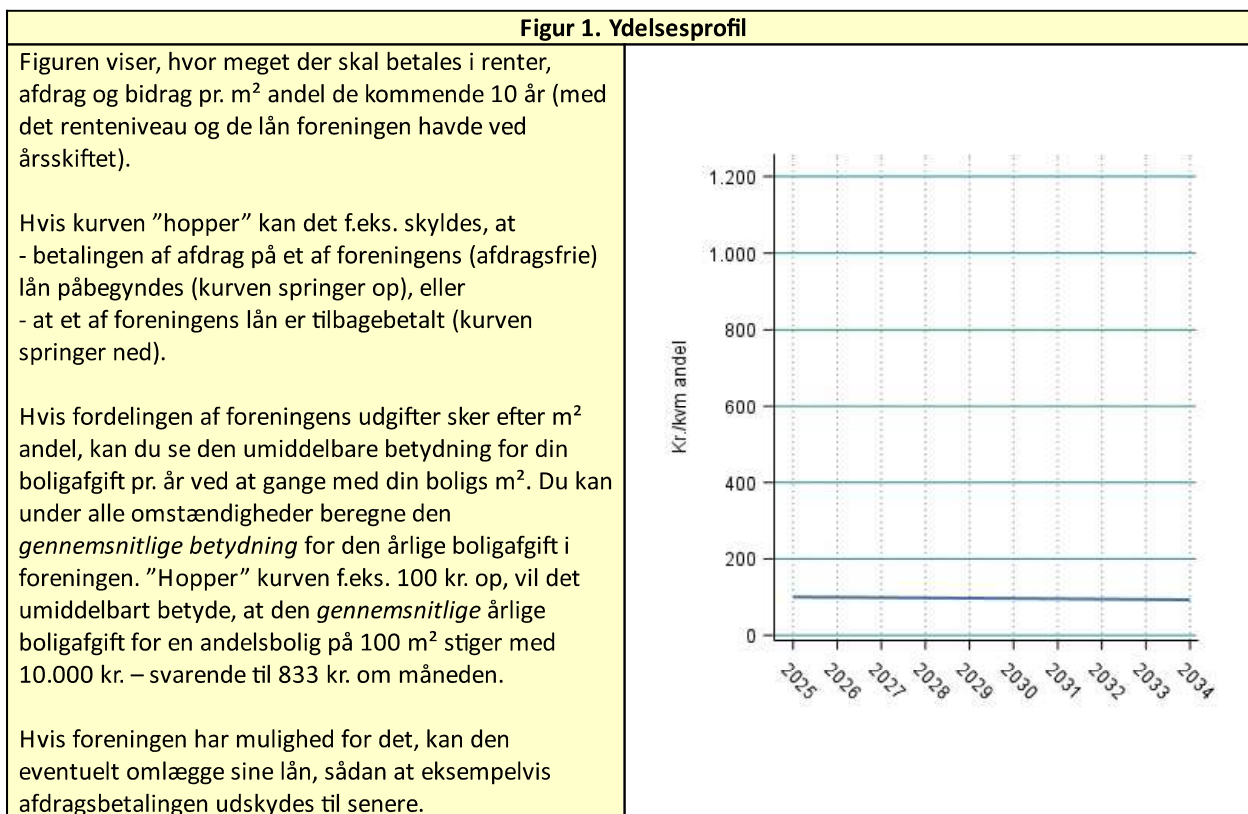 Figur 1. Ydelsesprofil
Figuren viser, hvor meget der skal betales i renter,
afdrag og bidrag pr. m² andel de kommende 10 år (med
det renteniveau og de lån foreningen havde ved
årsskiftet).
Hvis kurven ”hopper” kan det f.eks. skyldes, at
- betalingen af afdrag på et af foreningens (afdragsfrie)
lån påbegyndes (kurven springer op), eller
- at et af foreningens lån er tilbagebetalt (kurven
springer ned).
Hvis fordelingen af foreningens udgifter sker efter m²
andel, kan du se den umiddelbare betydning for din
boligafgift pr. år ved at gange med din boligs m². Du kan
under alle omstændigheder beregne den
gennemsnitlige betydning for den årlige boligafgift i
foreningen. ”Hopper” kurven f.eks. 100 kr. op, vil det
umiddelbart betyde, at den gennemsnitlige årlige
boligafgift for en andelsbolig på 100 m² stiger med
10.000 kr. – svarende til 833 kr. om måneden.
Hvis foreningen har mulighed for det, kan den
eventuelt omlægge sine lån, sådan at eksempelvis
afdragsbetalingen udskydes til senere.
Kr./kvm andel
1.200
1.000
800
600
400
200
0
2025
2026
2027
2028
2029
2030
2031
2032
2033
2034